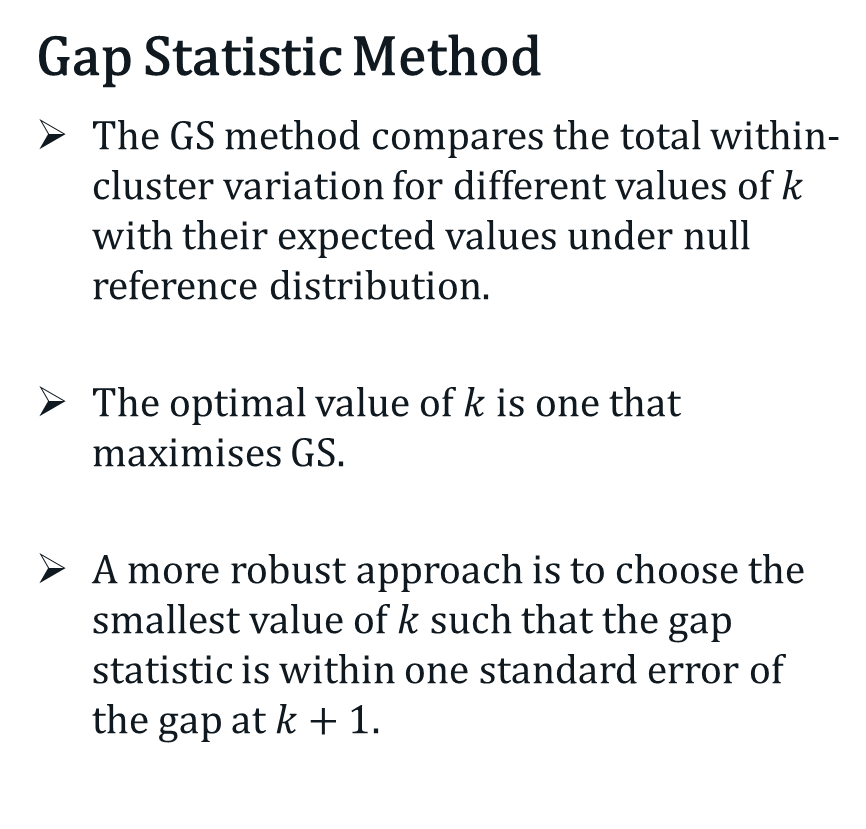 Gap Statistic Method
➢ The GS method compares the total within-
cluster variation for different values of k
with their expected values under null
reference distribution.
➢ The optimal value of k is one that
maximises GS.
➢ A more robust approach is to choose the
smallest value of k such that the gap
statistic is within one standard error of
the gap at k + 1.